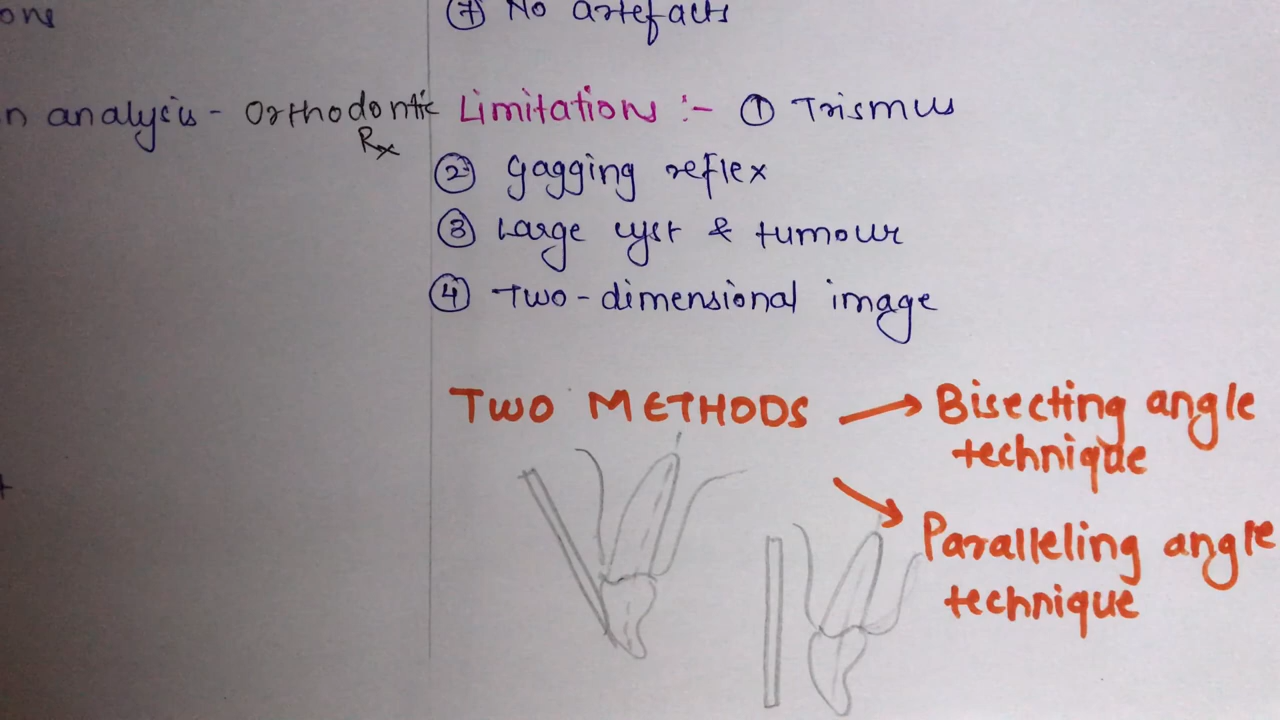 ons
⑦ No artefacts
n analysis - Orthodontic
Rx
Limitations :- ① Trismus
② Gagging reflex
③ Large cyst & tumour
④ Two-dimensional image
TWO METHODS → Bisecting angle
technique
→ Paralleling angle
technique